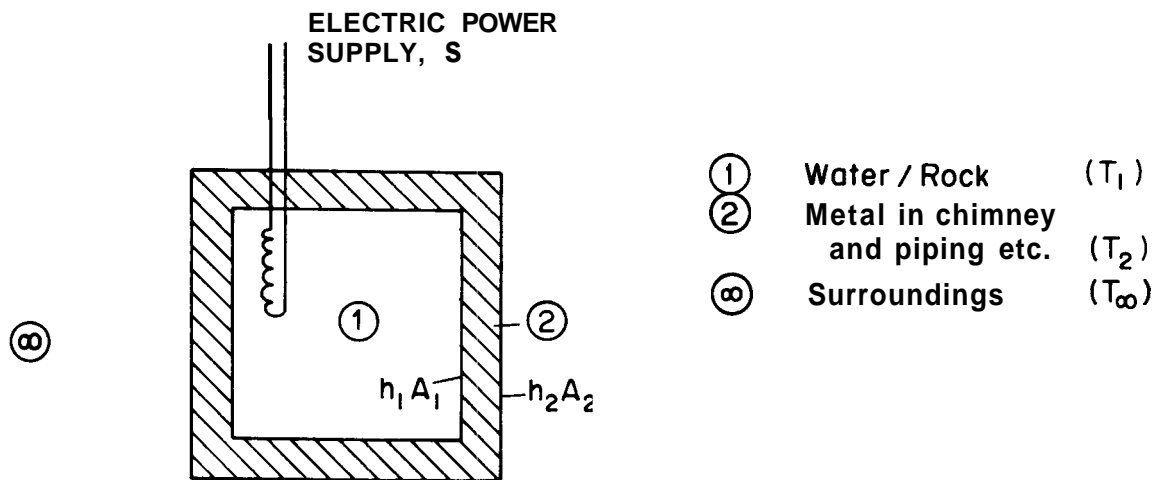 ELECTRIC POWER
SUPPLY, S
① Water / Rock (T₁)
② Metal in chimney
and piping etc. (T₂)
∞ Surroundings (T∞)
∞
①
②
h₁A₁
h₂A₂